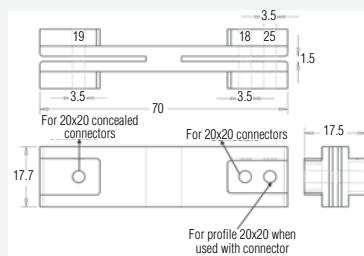 3.5
19
18
25
1.5
3.5
3.5
70
For 20x20 concealed
connectors
For 20x20 connectors
17.5
17.7
For profile 20x20 when
used with connector